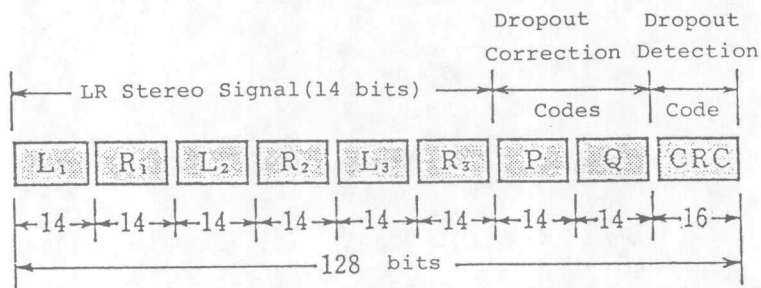 Dropout Dropout
Correction Detection
LR Stereo Signal(14 bits)
Codes Code
L₁ R₁ L₂ R₂ L₃ R₃ P Q CRC
14 14 14 14 14 14 14 14 16
128 bits